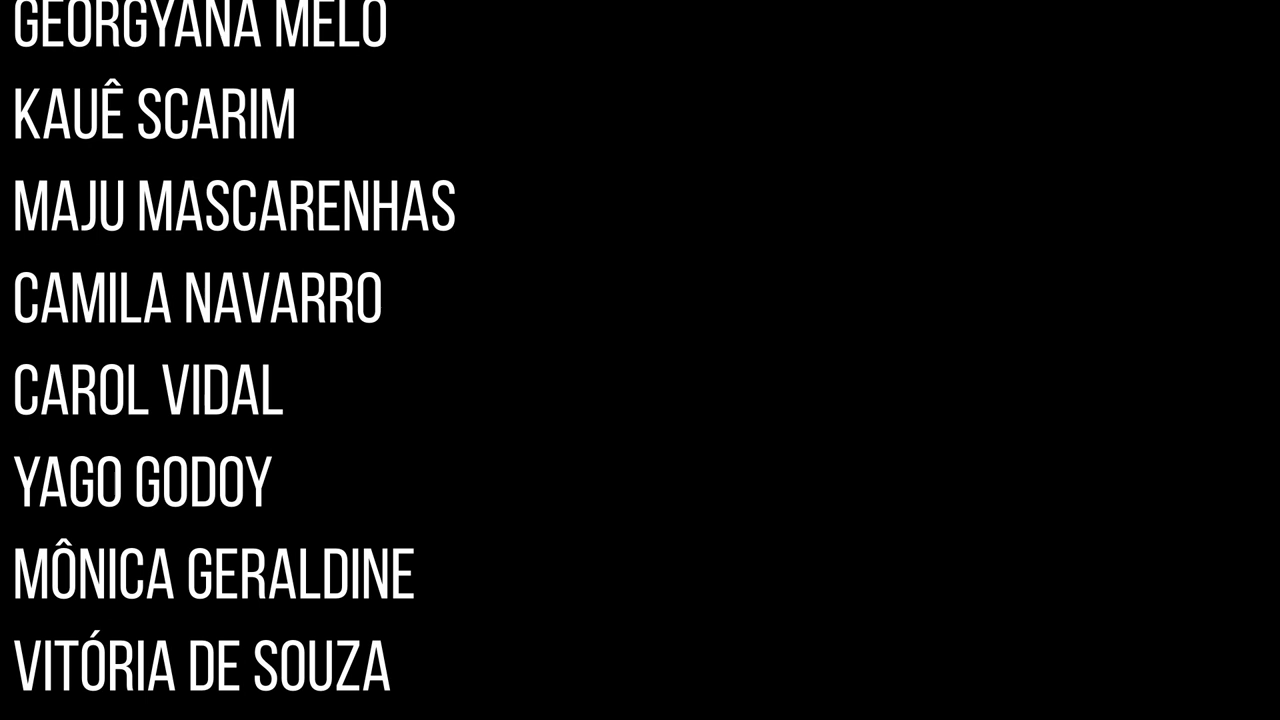 GEORGYANA MELO
KAUÊ SCARIM
MAJU MASCARENHAS
CAMILA NAVARRO
CAROL VIDAL
YAGO GODOY
MÔNICA GERALDINE
VITÓRIA DE SOUZA